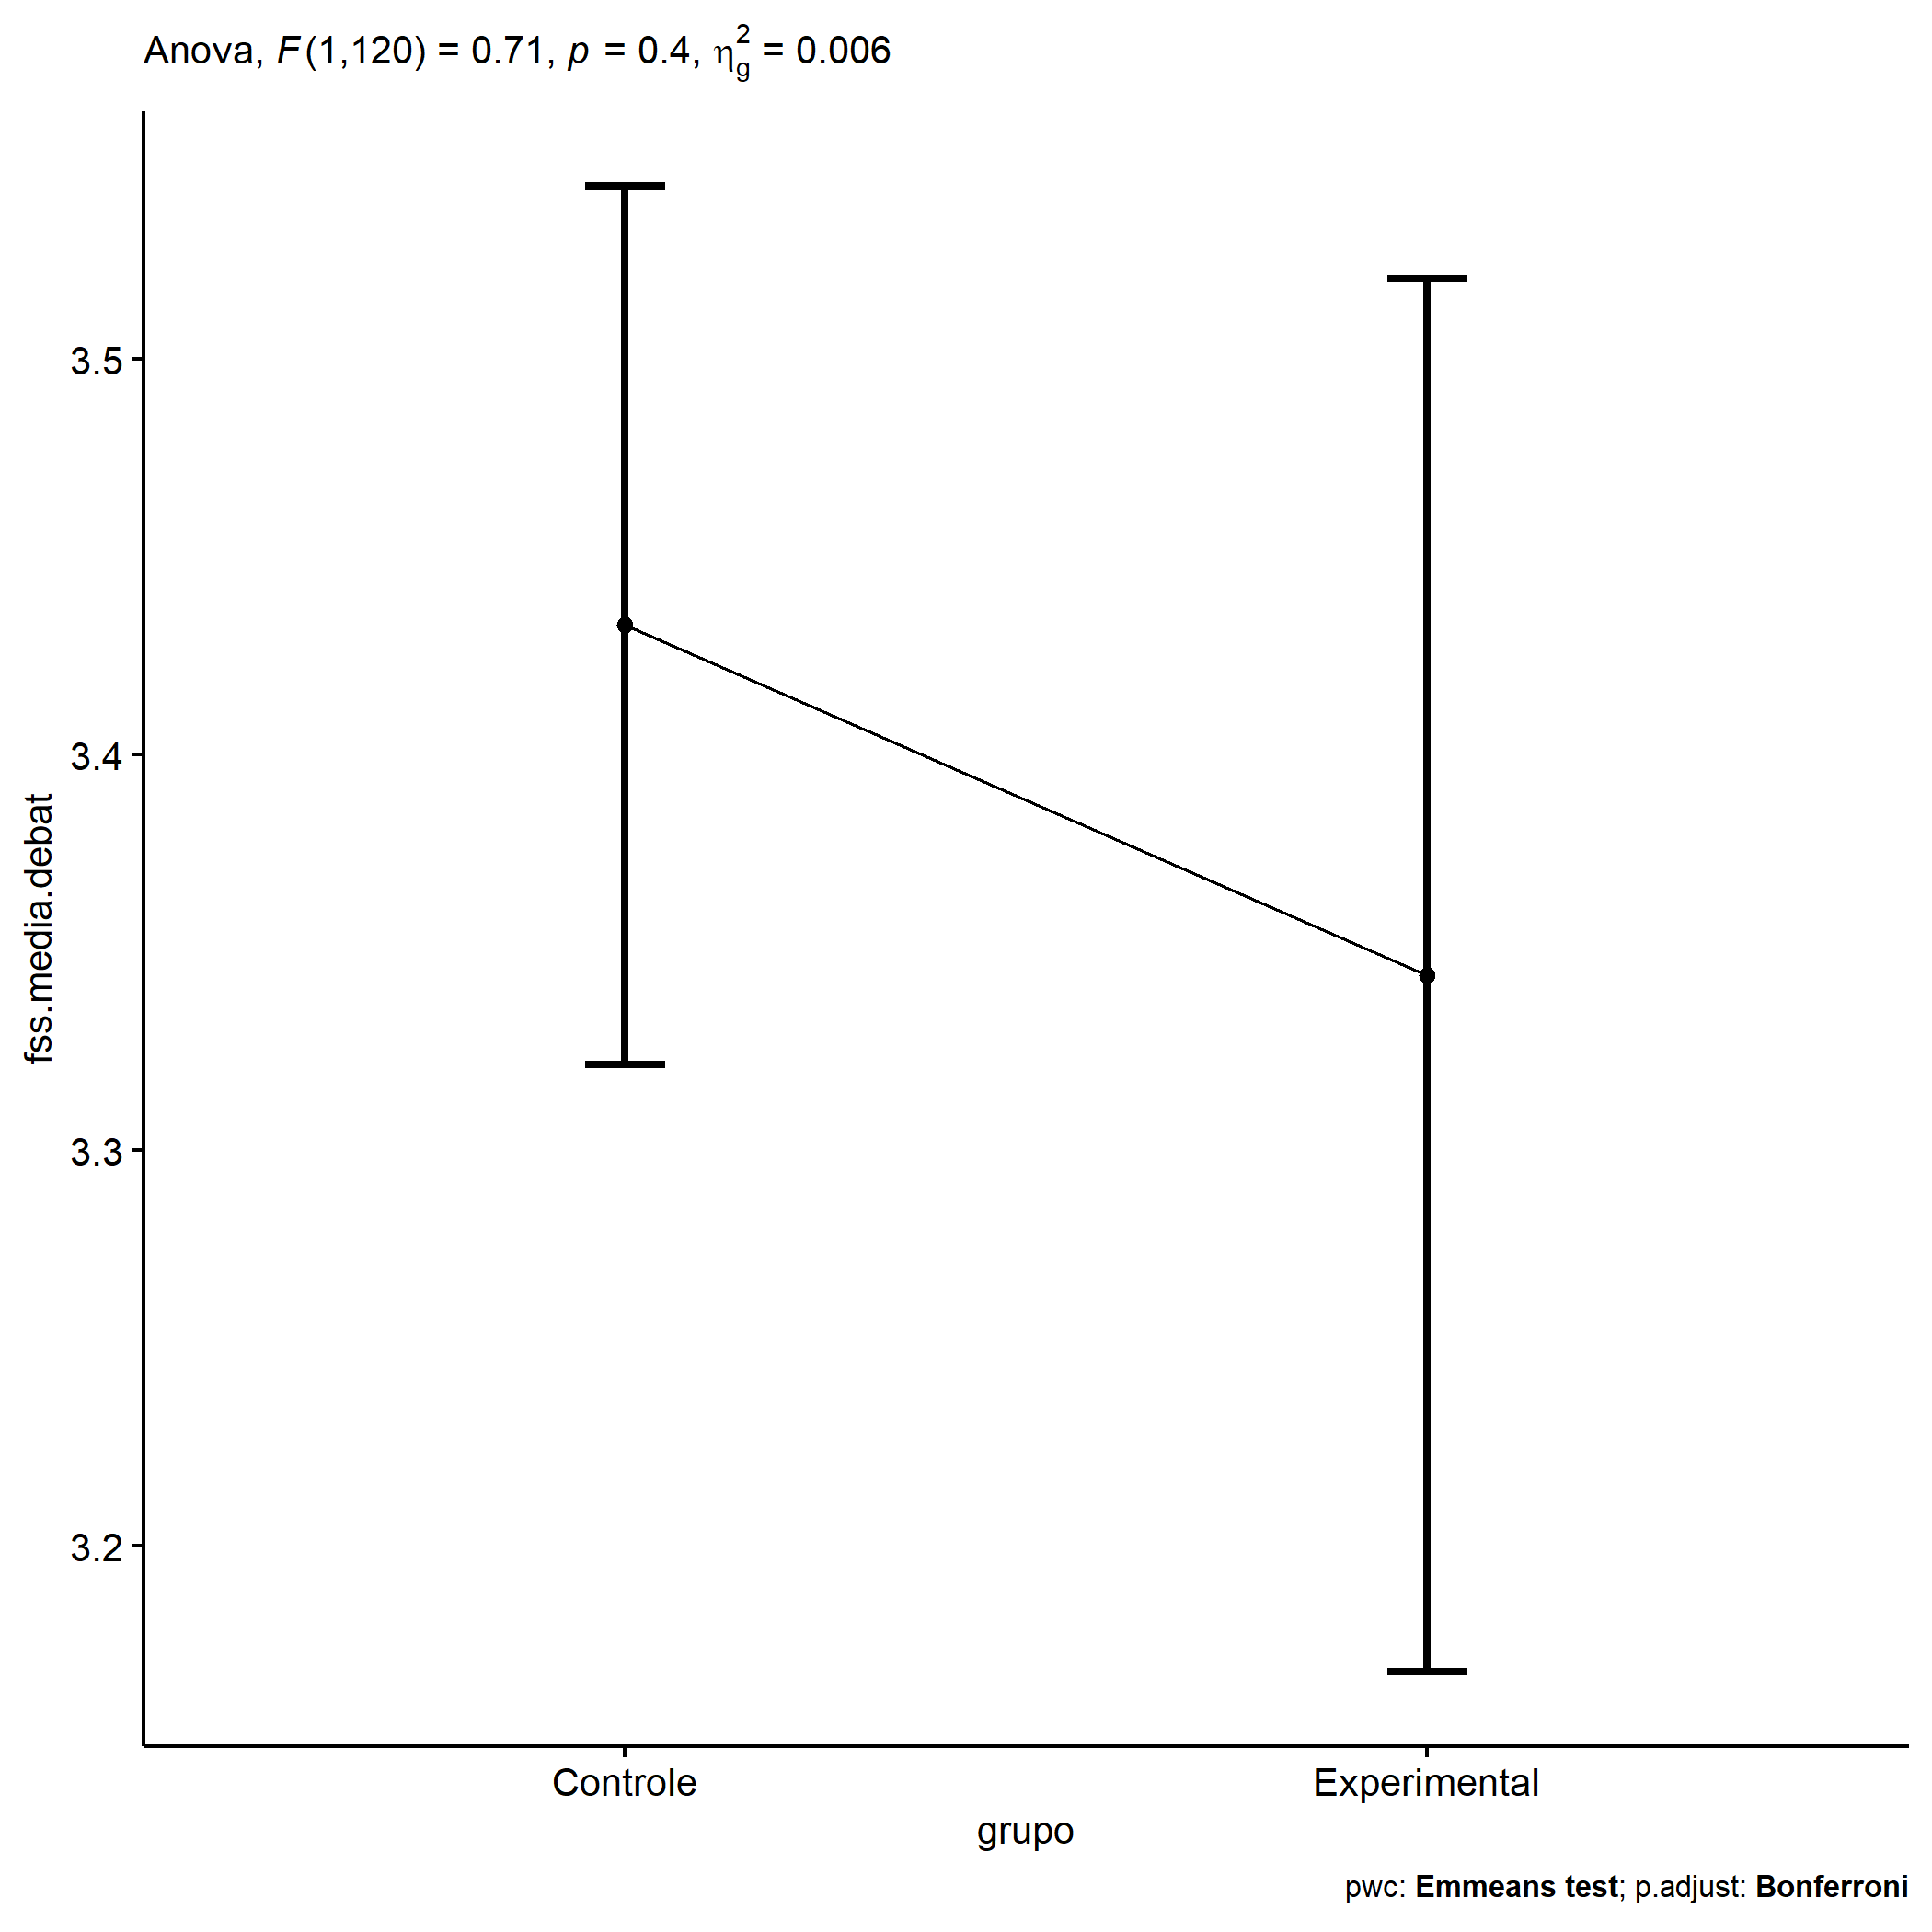 Anova, F(1,120) = 0.71, p = 0.4, η²g = 0.006
3.5
3.4
3.3
3.2
fss.media.debat
Controle Experimental
grupo
pwc: Emmeans test; p.adjust: Bonferroni